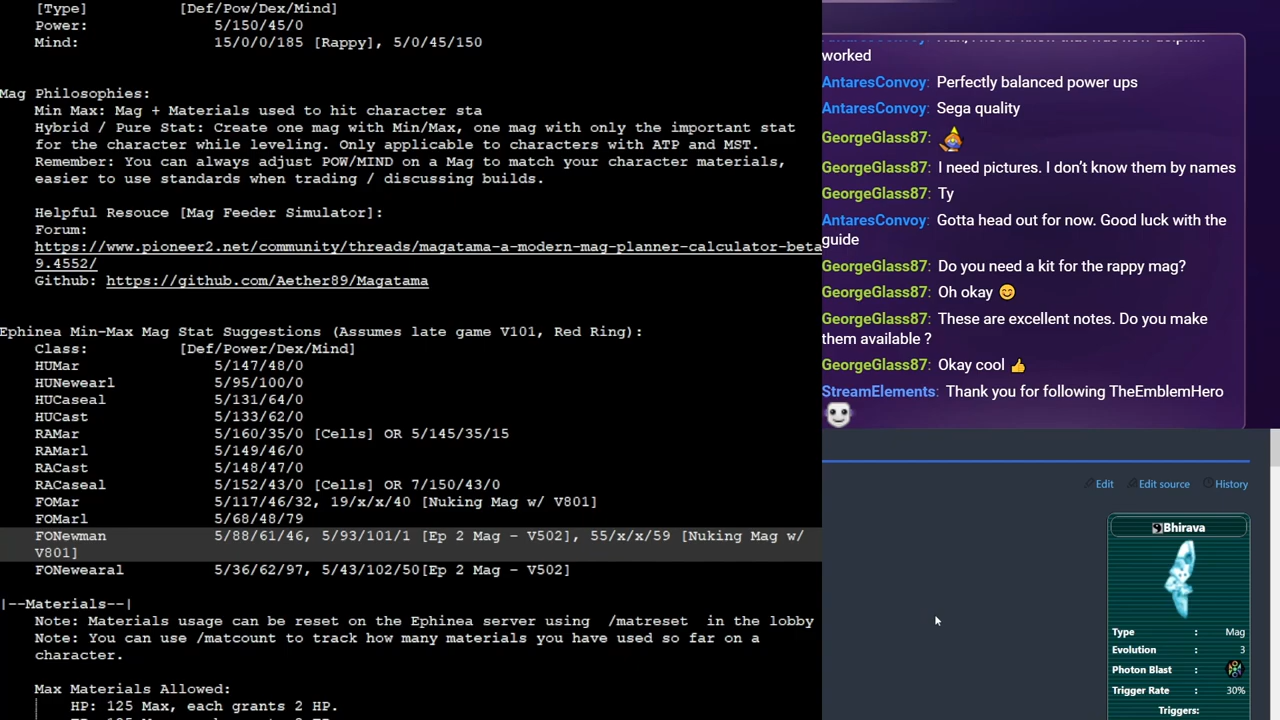 [Type] [Def/Pow/Dex/Mind]
Power: 5/150/45/0
Mind: 15/0/0/185 [Rappy], 5/0/45/150
Mag Philosophies:
Min Max: Mag + Materials used to hit character sta
Hybrid / Pure Stat: Create one mag with Min/Max, one mag with only the important stat
for the character while leveling. Only applicable to characters with ATP and MST.
Remember: You can always adjust POW/MIND on a Mag to match your character materials,
easier to use standards when trading / discussing builds.
Helpful Resouce [Mag Feeder Simulator]:
Forum:
https://www.pioneer2.net/community/threads/magatama-a-modern-mag-planner-calculator-beta
9.4552/
Github: https://github.com/Aether89/Magatama
Ephinea Min-Max Mag Stat Suggestions (Assumes late game V101, Red Ring):
Class: [Def/Power/Dex/Mind]
HUMar 5/147/48/0
HUNewearl 5/95/100/0
HUCaseal 5/131/64/0
HUCast 5/133/62/0
RAMar 5/160/35/0 [Cells] OR 5/145/35/15
RAMarl 5/149/46/0
RACast 5/148/47/0
RACaseal 5/152/43/0 [Cells] OR 7/150/43/0
FOMar 5/117/46/32, 19/x/x/40 [Nuking Mag w/ V801]
FOMarl 5/68/48/79
FONewman 5/88/61/46, 5/93/101/1 [Ep 2 Mag - V502], 55/x/x/59 [Nuking Mag w/
V801]
FONewearal 5/36/62/97, 5/43/102/50[Ep 2 Mag - V502]
|--Materials--|
Note: Materials usage can be reset on the Ephinea server using /matreset in the lobby
Note: You can use /matcount to track how many materials you have used so far on a
character.
Max Materials Allowed:
HP: 125 Max, each grants 2 HP.
worked
AntaresConvoy: Perfectly balanced power ups
AntaresConvoy: Sega quality
GeorgeGlass87:
GeorgeGlass87: I need pictures. I don't know them by names
GeorgeGlass87: Ty
AntaresConvoy: Gotta head out for now. Good luck with the
guide
GeorgeGlass87: Do you need a kit for the rappy mag?
GeorgeGlass87: Oh okay 😊
GeorgeGlass87: These are excellent notes. Do you make
them available ?
GeorgeGlass87: Okay cool 👍
StreamElements: Thank you for following TheEmblemHero
Edit Edit source History
Bhirava
Type : Mag
Evolution : 3
Photon Blast :
Trigger Rate : 30%
Triggers: